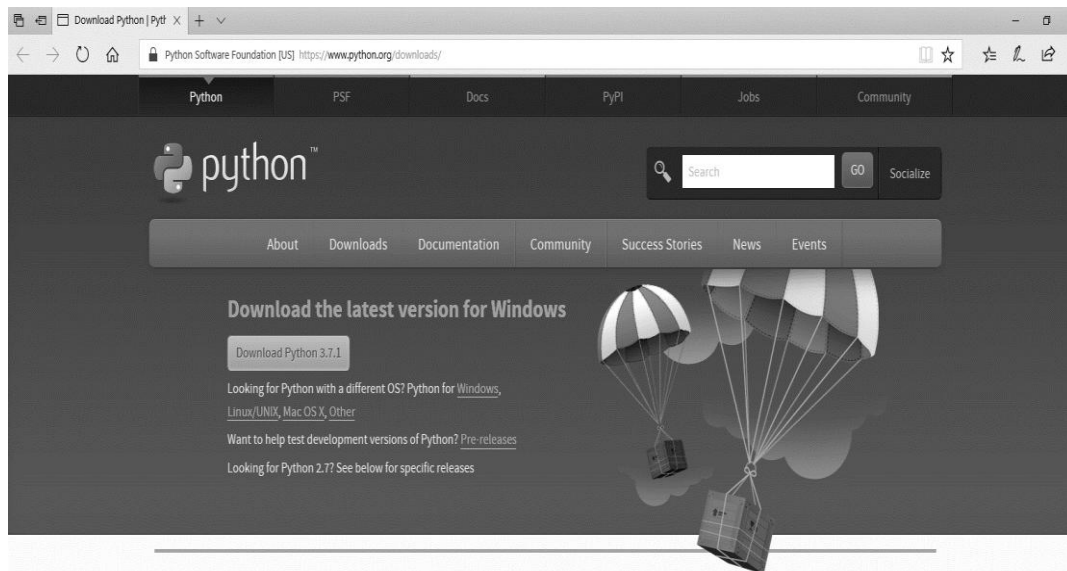 Download Python | Pyth
Python Software Foundation [US] https://www.python.org/downloads/
Python PSF Docs PyPI Jobs Community
python™
Search GO Socialize
About Downloads Documentation Community Success Stories News Events
Download the latest version for Windows
Download Python 3.7.1
Looking for Python with a different OS? Python for Windows,
Linux/UNIX, Mac OS X, Other
Want to help test development versions of Python? Pre-releases
Looking for Python 2.7? See below for specific releases